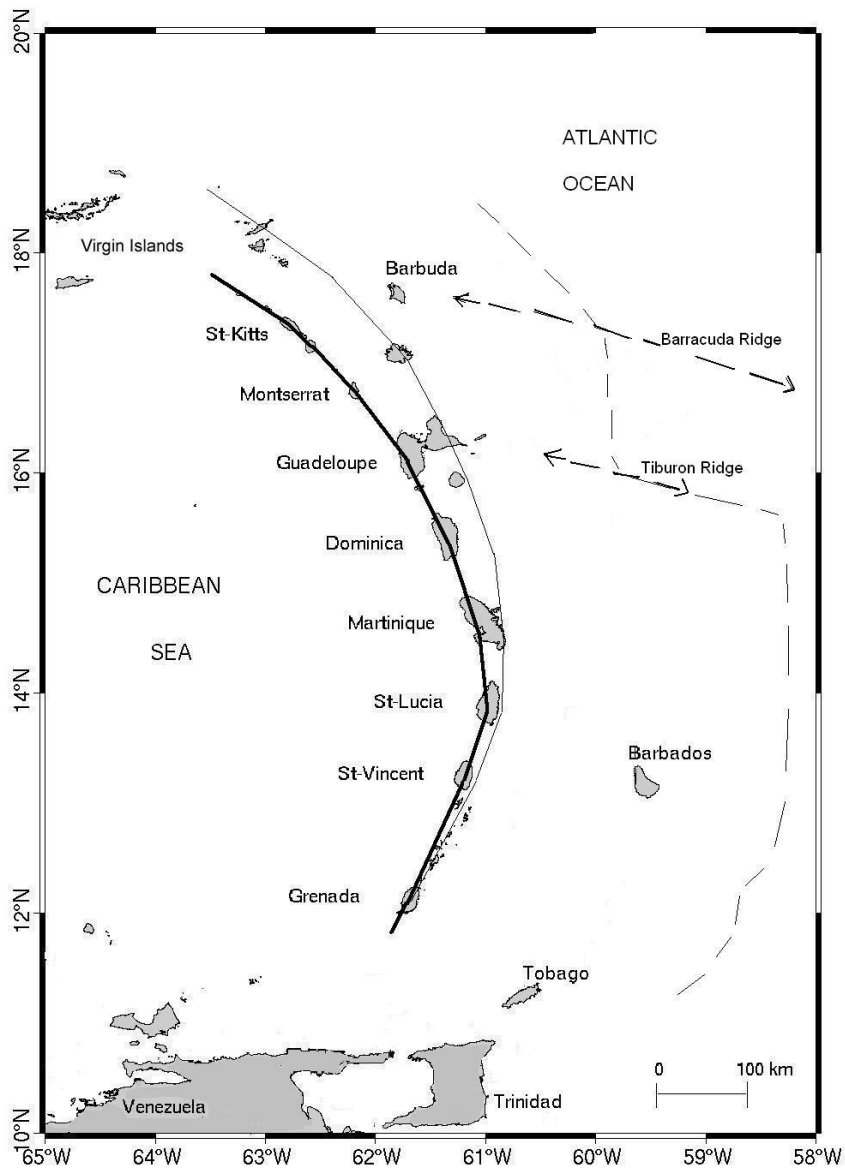 20°N
ATLANTIC
OCEAN
Virgin Islands
18°N
Barbuda
St-Kitts
Barracuda Ridge
Montserrat
Guadeloupe
Tiburon Ridge
16°N
Dominica
CARIBBEAN
Martinique
SEA
St-Lucia
14°N
St-Vincent
Barbados
Grenada
12°N
Tobago
0 100 km
Venezuela
Trinidad
10°N
65°W 64°W 63°W 62°W 61°W 60°W 59°W 58°W